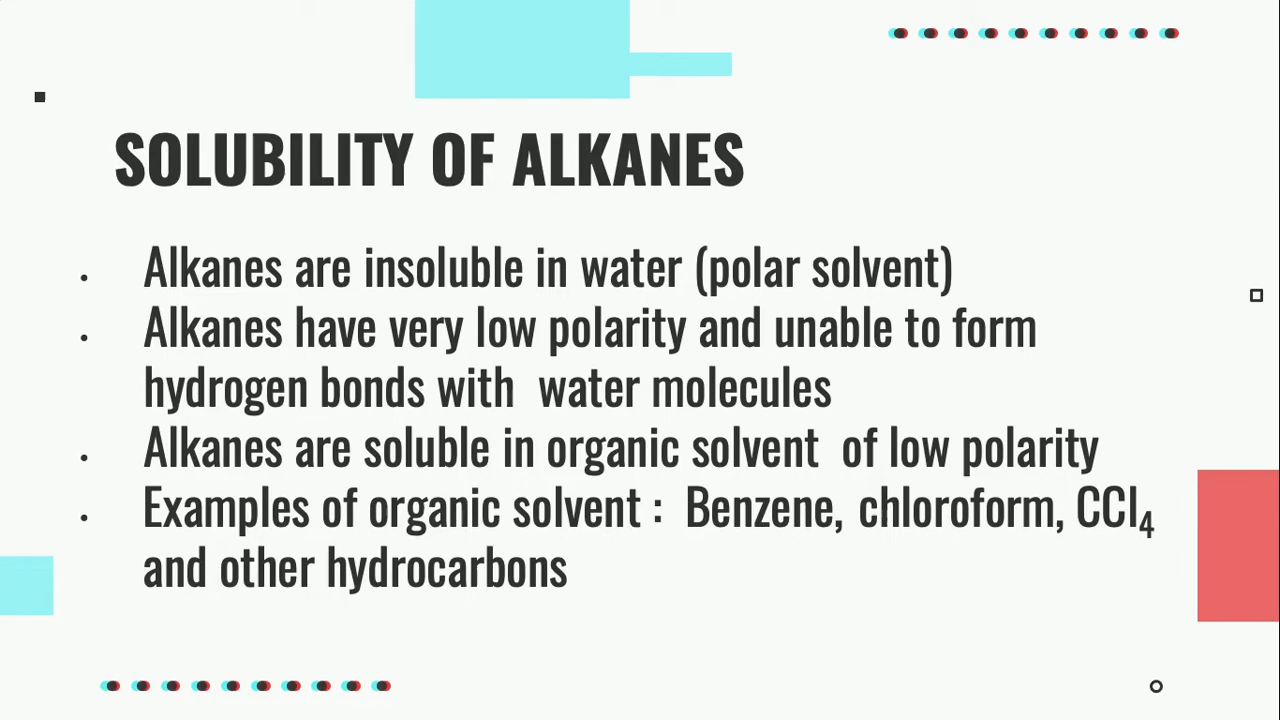 SOLUBILITY OF ALKANES
• Alkanes are insoluble in water (polar solvent)
• Alkanes have very low polarity and unable to form
hydrogen bonds with  water molecules
• Alkanes are soluble in organic solvent  of low polarity
• Examples of organic solvent :  Benzene, chloroform, CCl₄
and other hydrocarbons